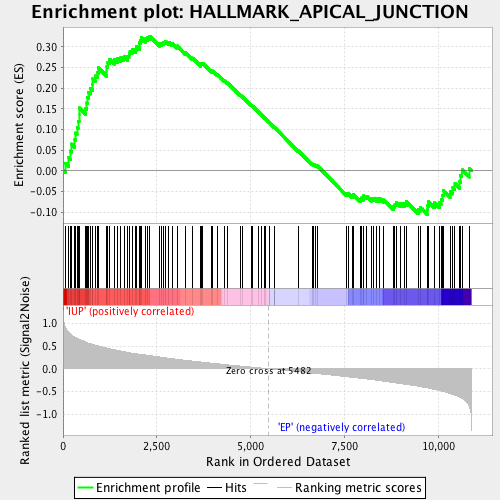 Enrichment plot: HALLMARK_APICAL_JUNCTION
Enrichment score (ES)
0.30
0.25
0.20
0.15
0.10
0.05
0.00
-0.05
-0.10
'IUP' (positively correlated)
Ranked list metric (Signal2Noise)
1.0
0.5
0.0
-0.5
-1.0
Zero cross at 5482
'EP' (negatively correlated)
0
2,500
5,000
7,500
10,000
Rank in Ordered Dataset
Enrichment profile
Hits
Ranking metric scores